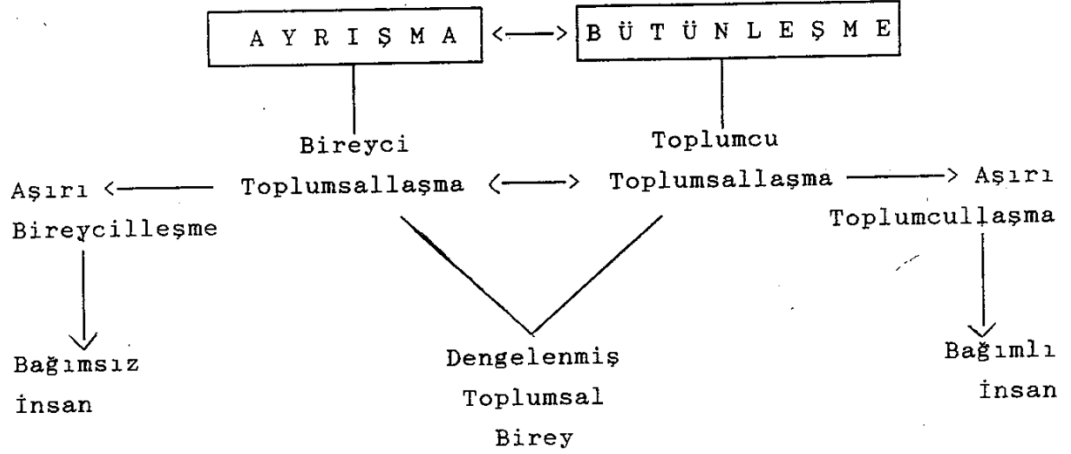 A Y R I Ş M A <--> B Ü T Ü N L E Ş M E
Bireyci Toplumcu
Aşırı <-- Toplumsallaşma <--> Toplumsallaşma --> Aşırı
Bireycilleşme Toplumcullaşma
Bağımsız Dengelenmiş Bağımlı
İnsan Toplumsal İnsan
Birey